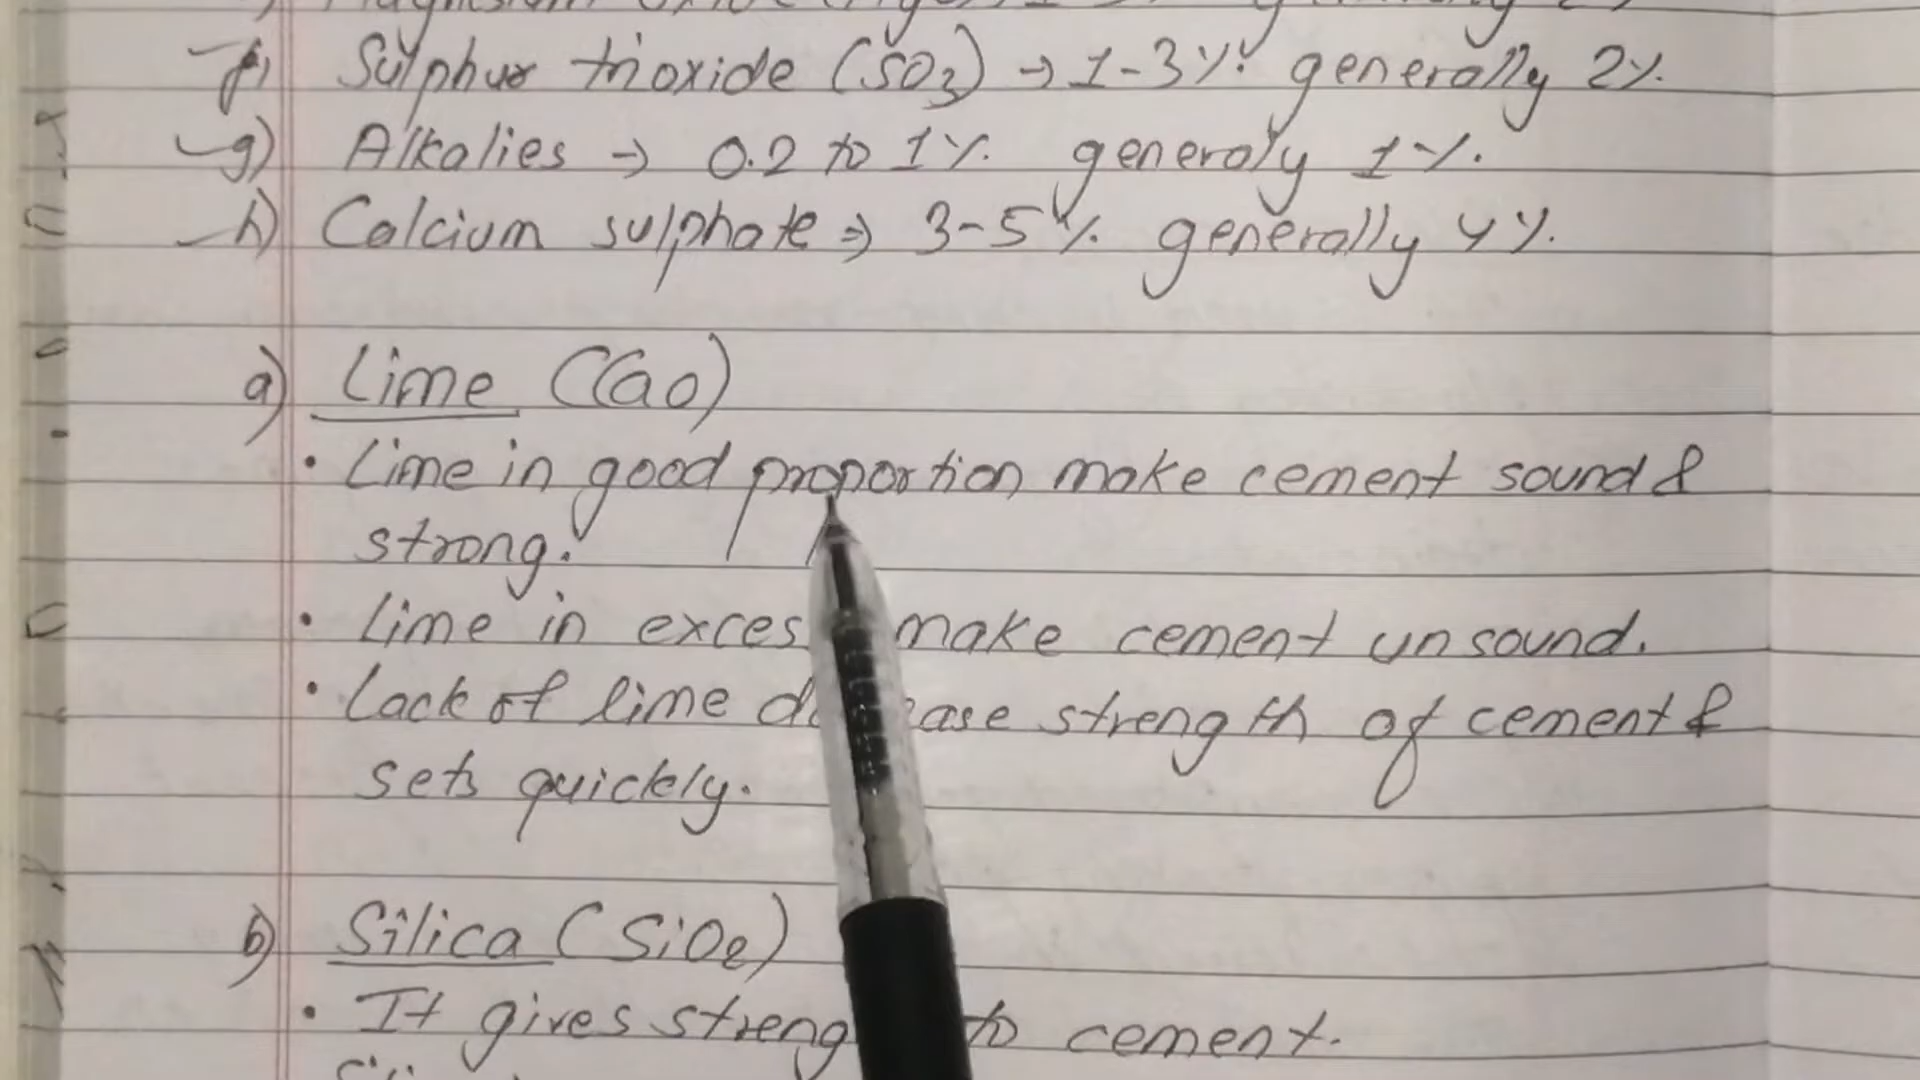 f) Sulphur trioxide (SO3) → 1-3% generally 2%.
g) Alkalies → 0.2 to 1% generaly 1%.
h) Calcium sulphate ⇒ 3-5% generally 4%.
a) Lime (CaO)
• Lime in good proportion make cement sound &
strong.
• Lime in exces make cement unsound.
• Lack of lime strength of cement &
sets quickly.
b) Silica (SiO2)
• It gives to cement.